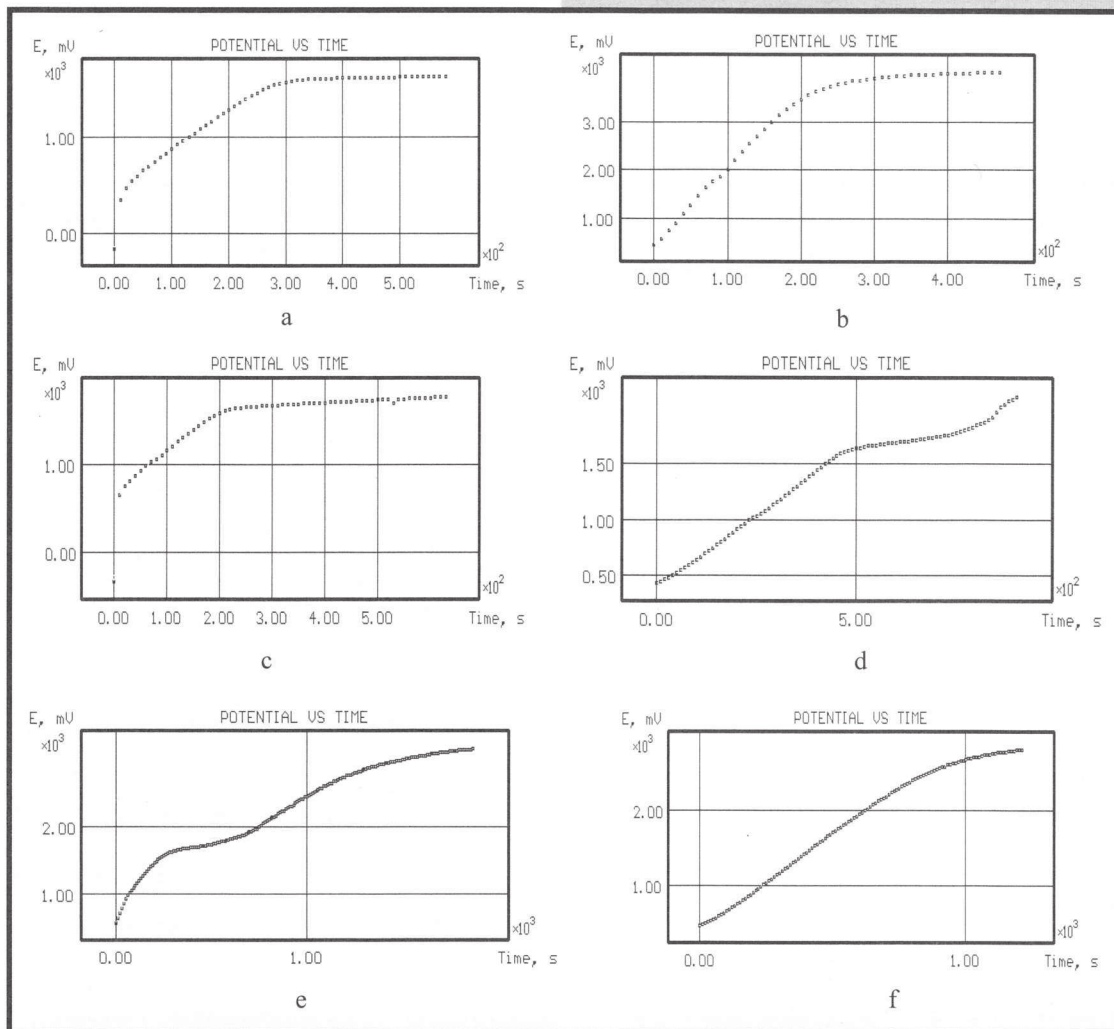 POTENTIAL VS TIME
E, mV
×10³
1.00
0.00
×10²
0.00 1.00 2.00 3.00 4.00 5.00 Time, s
a
POTENTIAL VS TIME
E, mV
×10³
3.00
2.00
1.00
×10²
0.00 1.00 2.00 3.00 4.00 Time, s
b
POTENTIAL VS TIME
E, mV
×10³
1.00
0.00
×10²
0.00 1.00 2.00 3.00 4.00 5.00 Time, s
c
POTENTIAL VS TIME
E, mV
×10³
1.50
1.00
0.50
×10²
0.00 5.00 Time, s
d
POTENTIAL VS TIME
E, mV
×10³
2.00
1.00
×10³
0.00 1.00 Time, s
e
POTENTIAL VS TIME
E, mV
×10³
2.00
1.00
×10³
0.00 1.00 Time, s
f